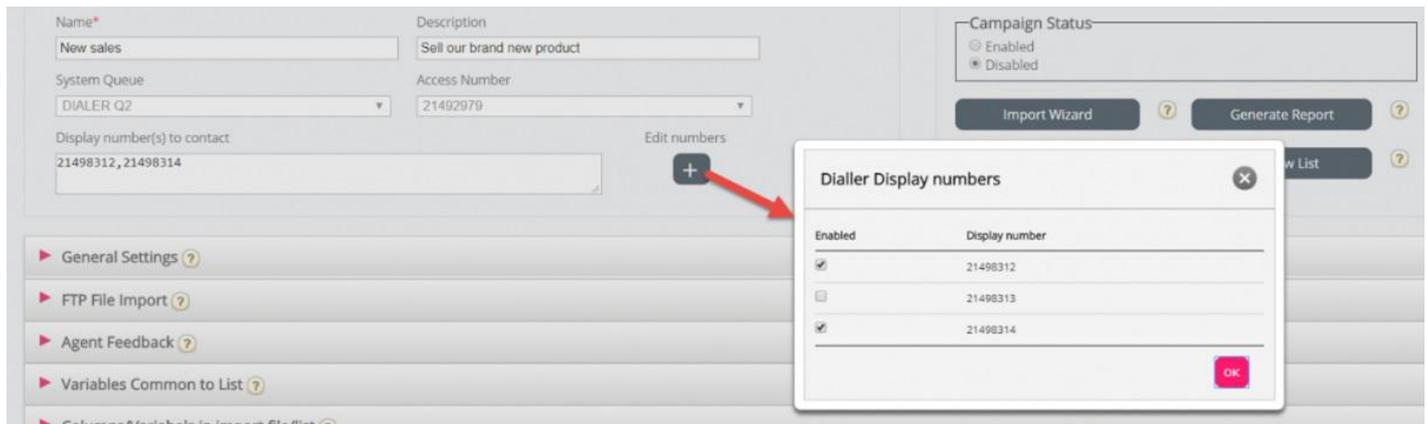 Name*
Description
New sales
Sell our brand new product
System Queue
Access Number
DIALER Q2
21492979
Display number(s) to contact
Edit numbers
21498312,21498314
+
Campaign Status
Enabled
Disabled
Import Wizard
?
Generate Report
?
w List
?
Dialler Display numbers
Enabled
Display number
21498312
21498313
21498314
OK
General Settings ?
FTP File Import ?
Agent Feedback ?
Variables Common to List ?